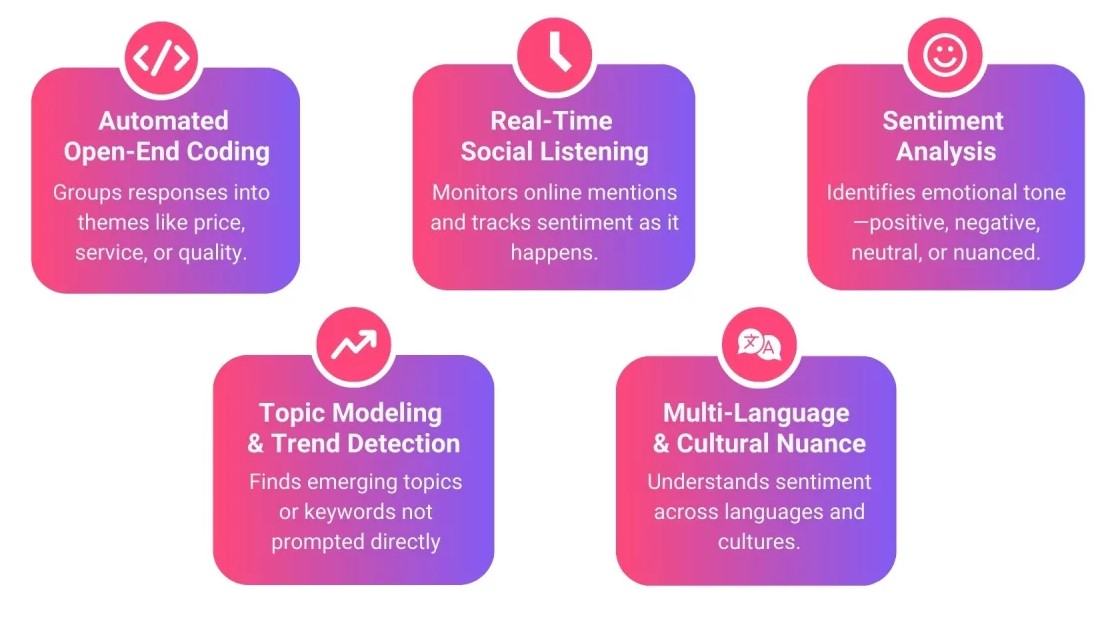 Automated
Open-End Coding
Groups responses into
themes like price,
service, or quality.
Real-Time
Social Listening
Monitors online mentions
and tracks sentiment as it
happens.
Sentiment
Analysis
Identifies emotional tone
—positive, negative,
neutral, or nuanced.
Topic Modeling
& Trend Detection
Finds emerging topics
or keywords not
prompted directly
文A
Multi-Language
& Cultural Nuance
Understands sentiment
across languages and
cultures.